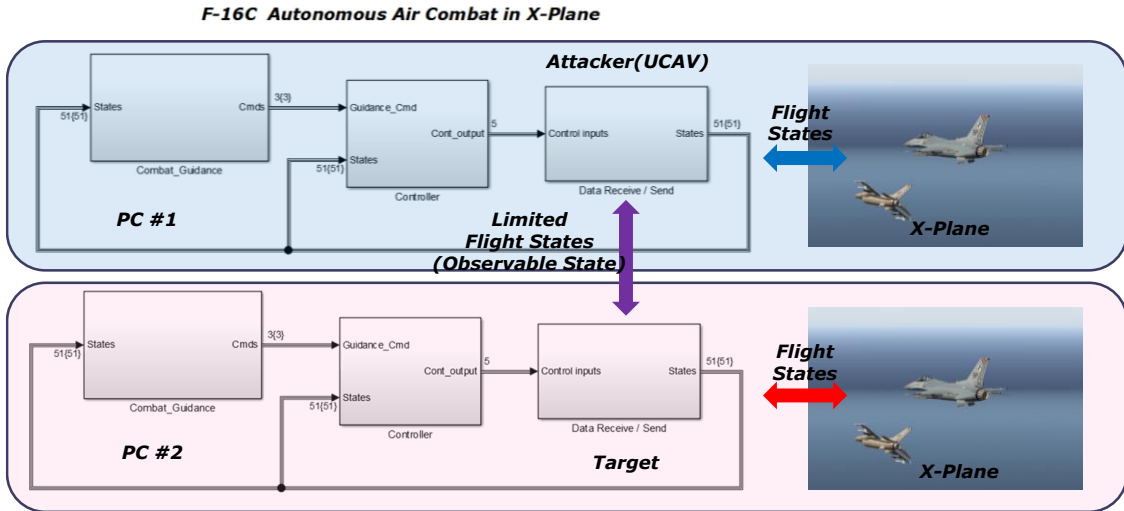 F-16C Autonomous Air Combat in X-Plane
Attacker(UCAV)
States
51{51}
Cmds
3{3}
Combat_Guidance
Guidance_Cmd
States
51{51}
Cont_output
5
Controller
Control inputs
States
51{51}
Data Receive / Send
Flight
States
X-Plane
PC #1
Limited
Flight States
(Observable State)
States
51{51}
Cmds
3{3}
Combat_Guidance
Guidance_Cmd
States
51{51}
Cont_output
5
Controller
Control inputs
States
51{51}
Data Receive / Send
Flight
States
X-Plane
PC #2
Target